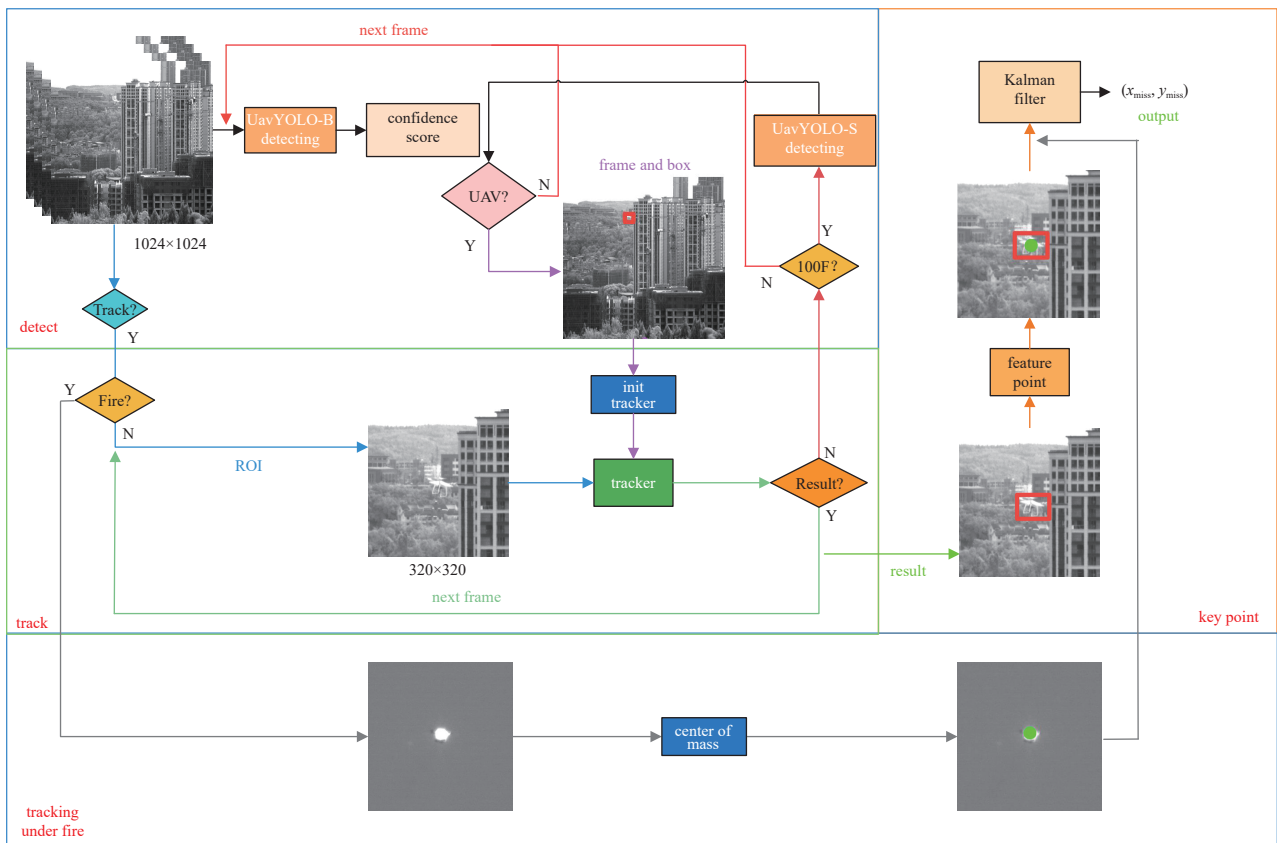 next frame
UavYOLO-B
detecting
confidence
score
UavYOLO-S
detecting
Kalman
filter
(xmiss, ymiss)
output
frame and box
UAV?
N
Y
1024×1024
100F?
Y
N
Track?
Y
detect
Fire?
Y
N
ROI
320×320
init
tracker
tracker
Result?
N
Y
result
next frame
track
feature
point
key point
center of
mass
tracking
under fire